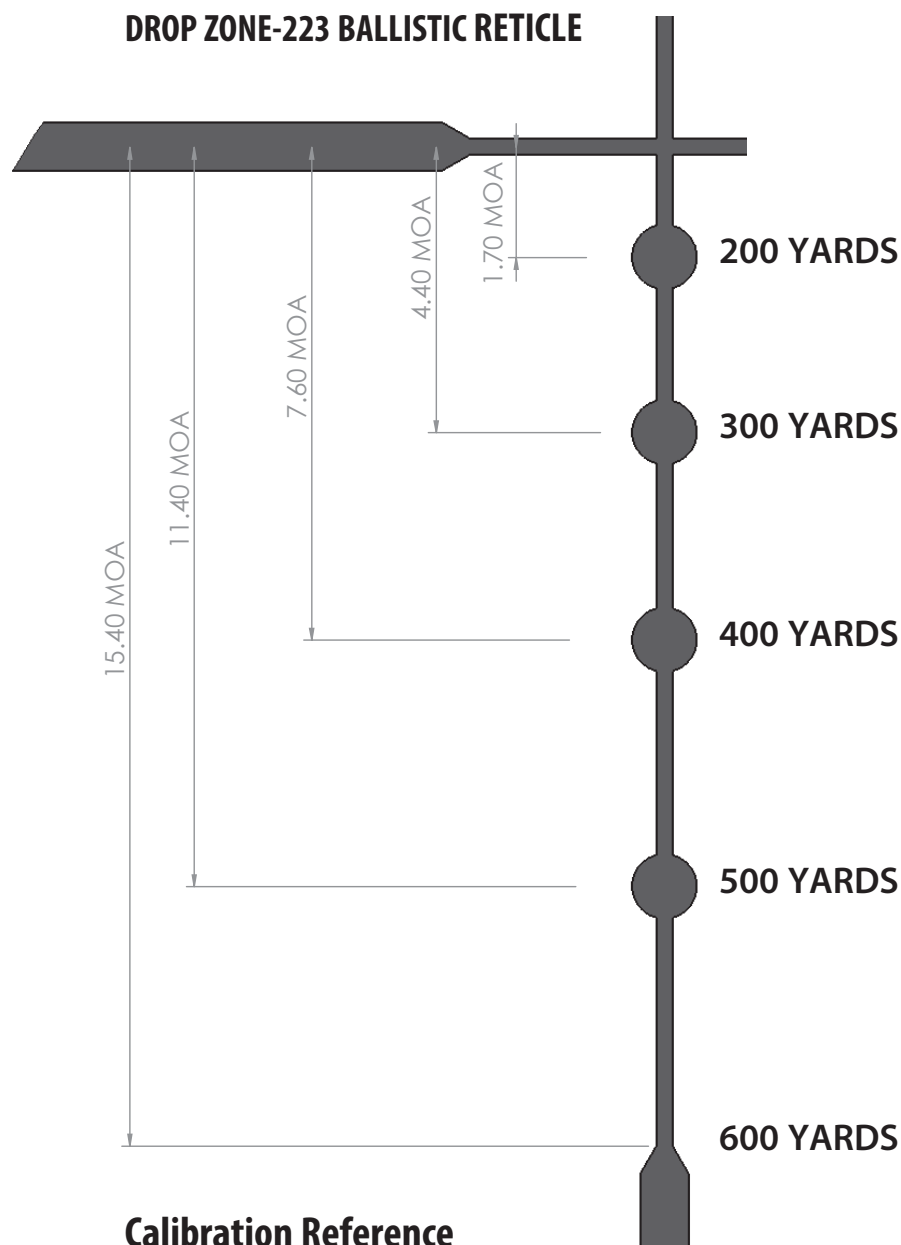 DROP ZONE-223 BALLISTIC RETICLE
1.70 MOA
200 YARDS
4.40 MOA
300 YARDS
7.60 MOA
400 YARDS
11.40 MOA
500 YARDS
15.40 MOA
600 YARDS
Calibration Reference